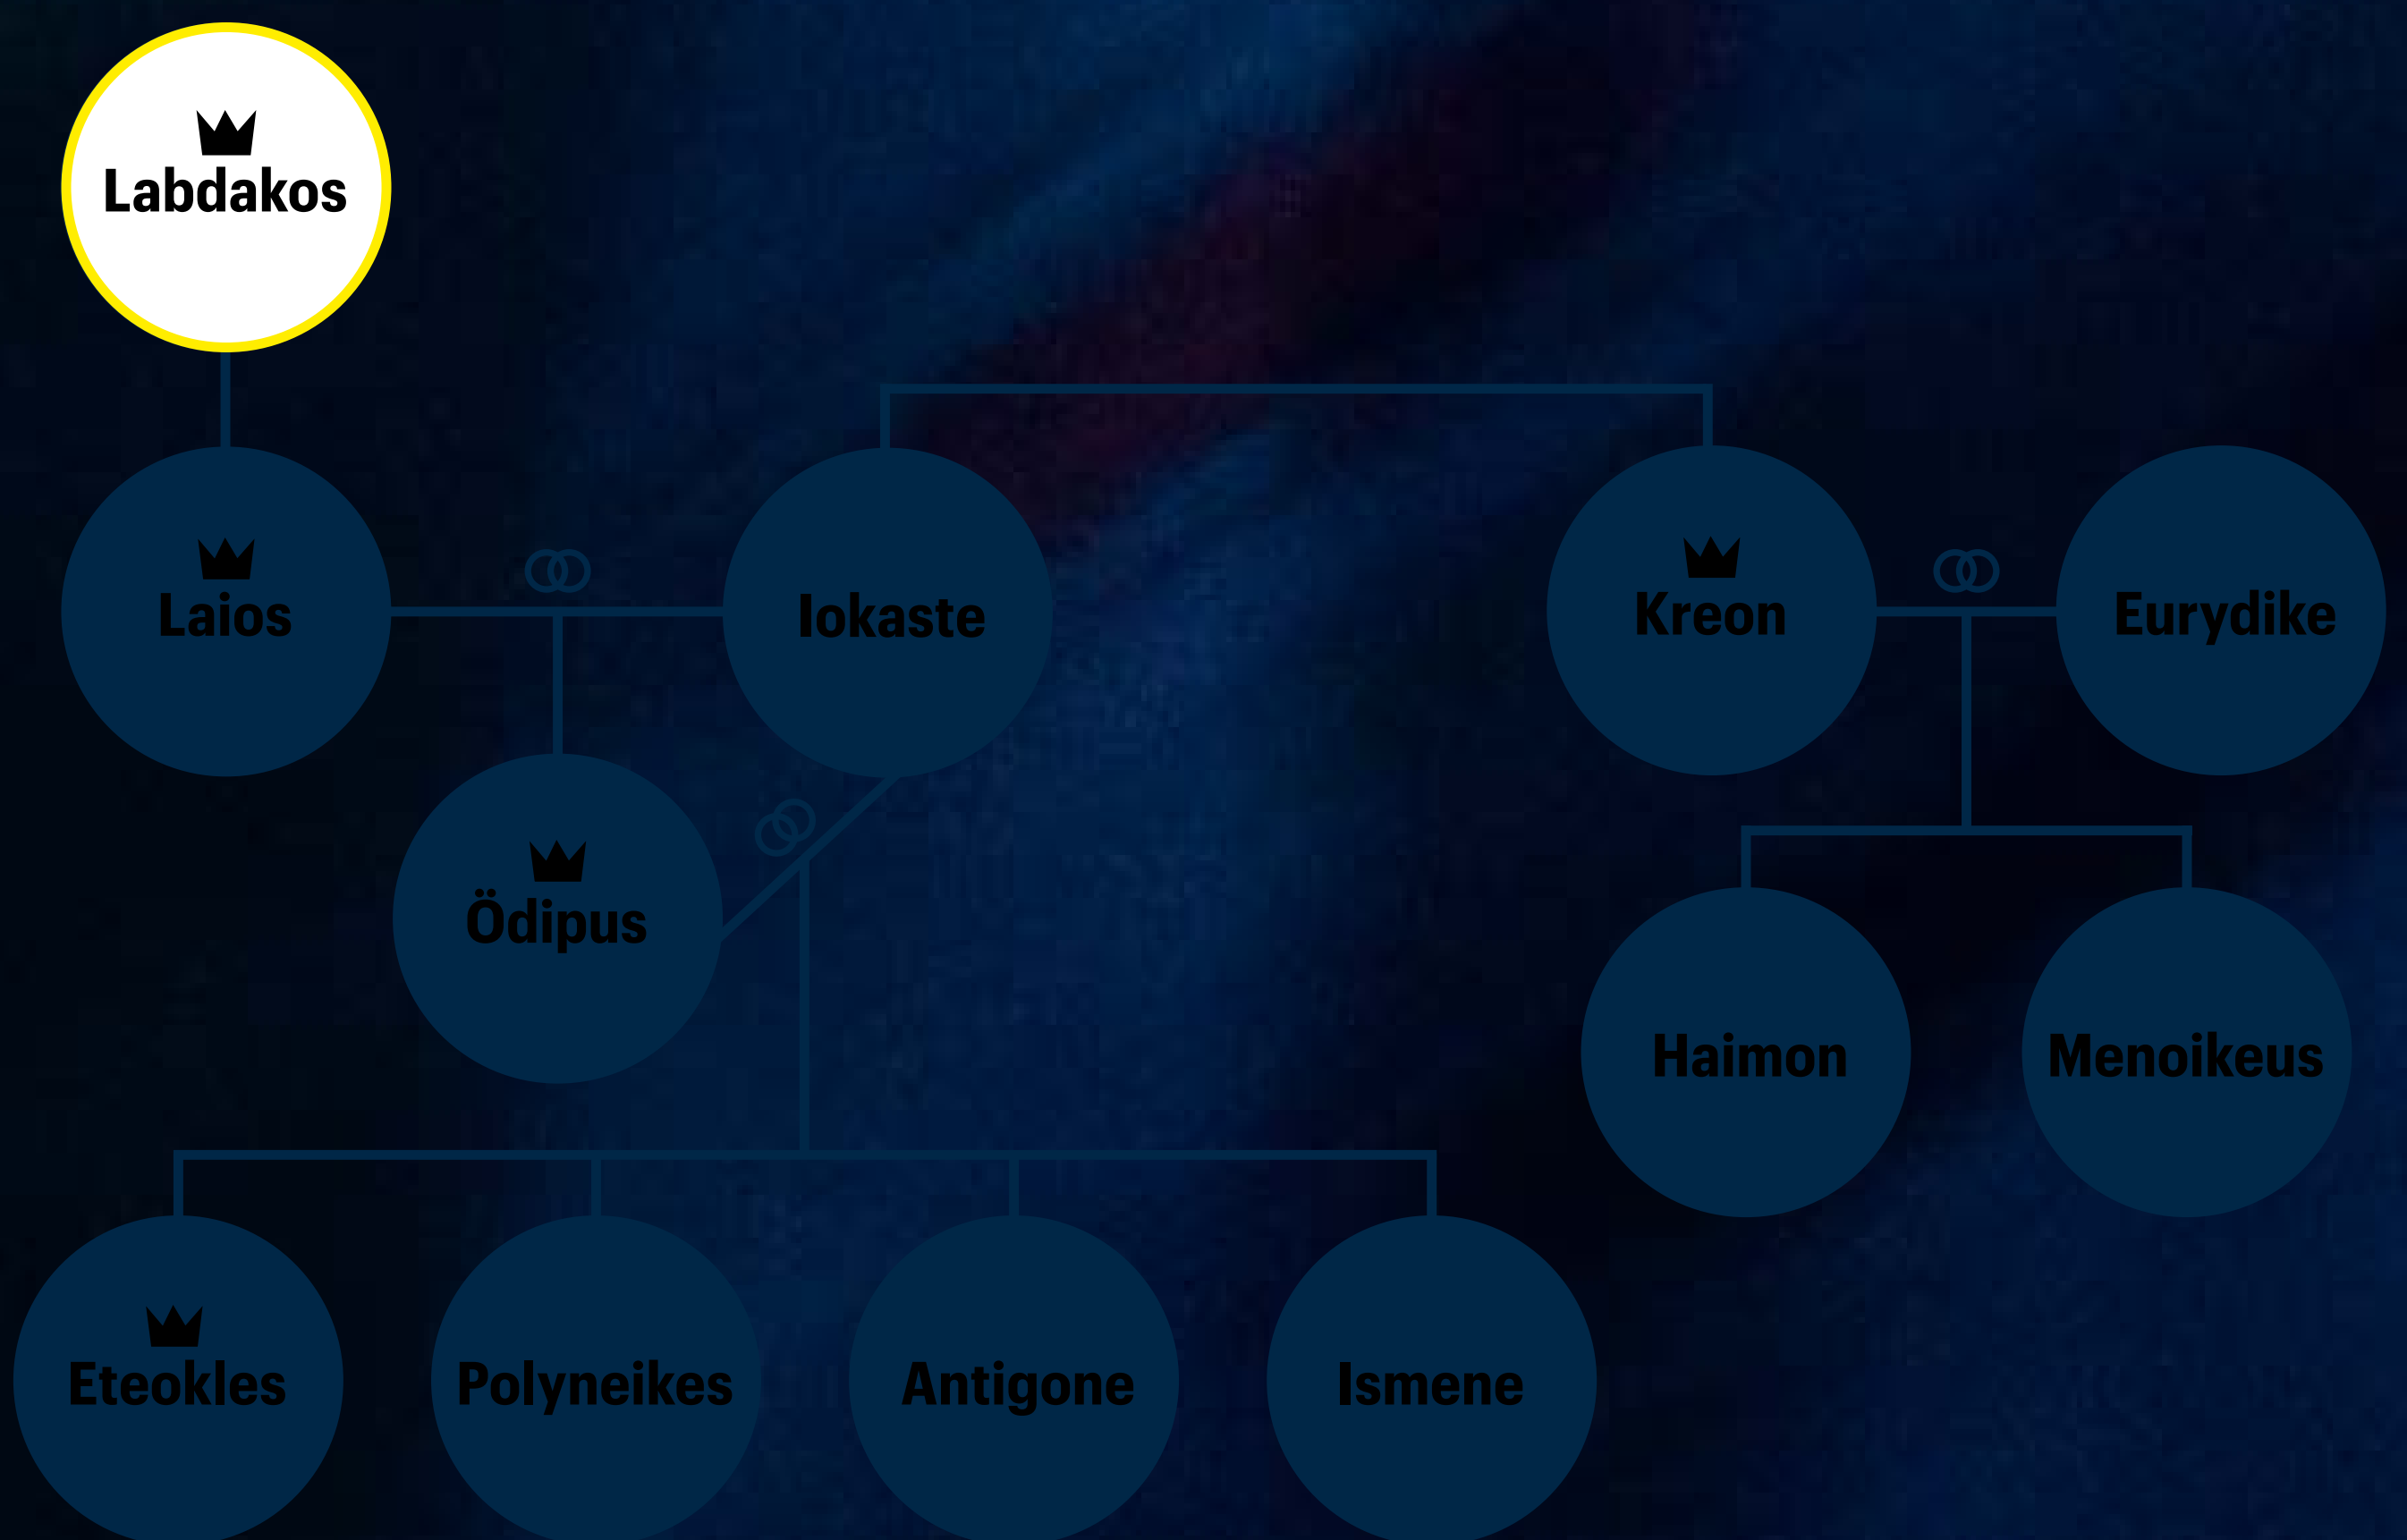 Labdakos
Laios
Iokaste
Kreon
Eurydike
Ödipus
Haimon
Menoikeus
Eteokles
Polyneikes
Antigone
Ismene